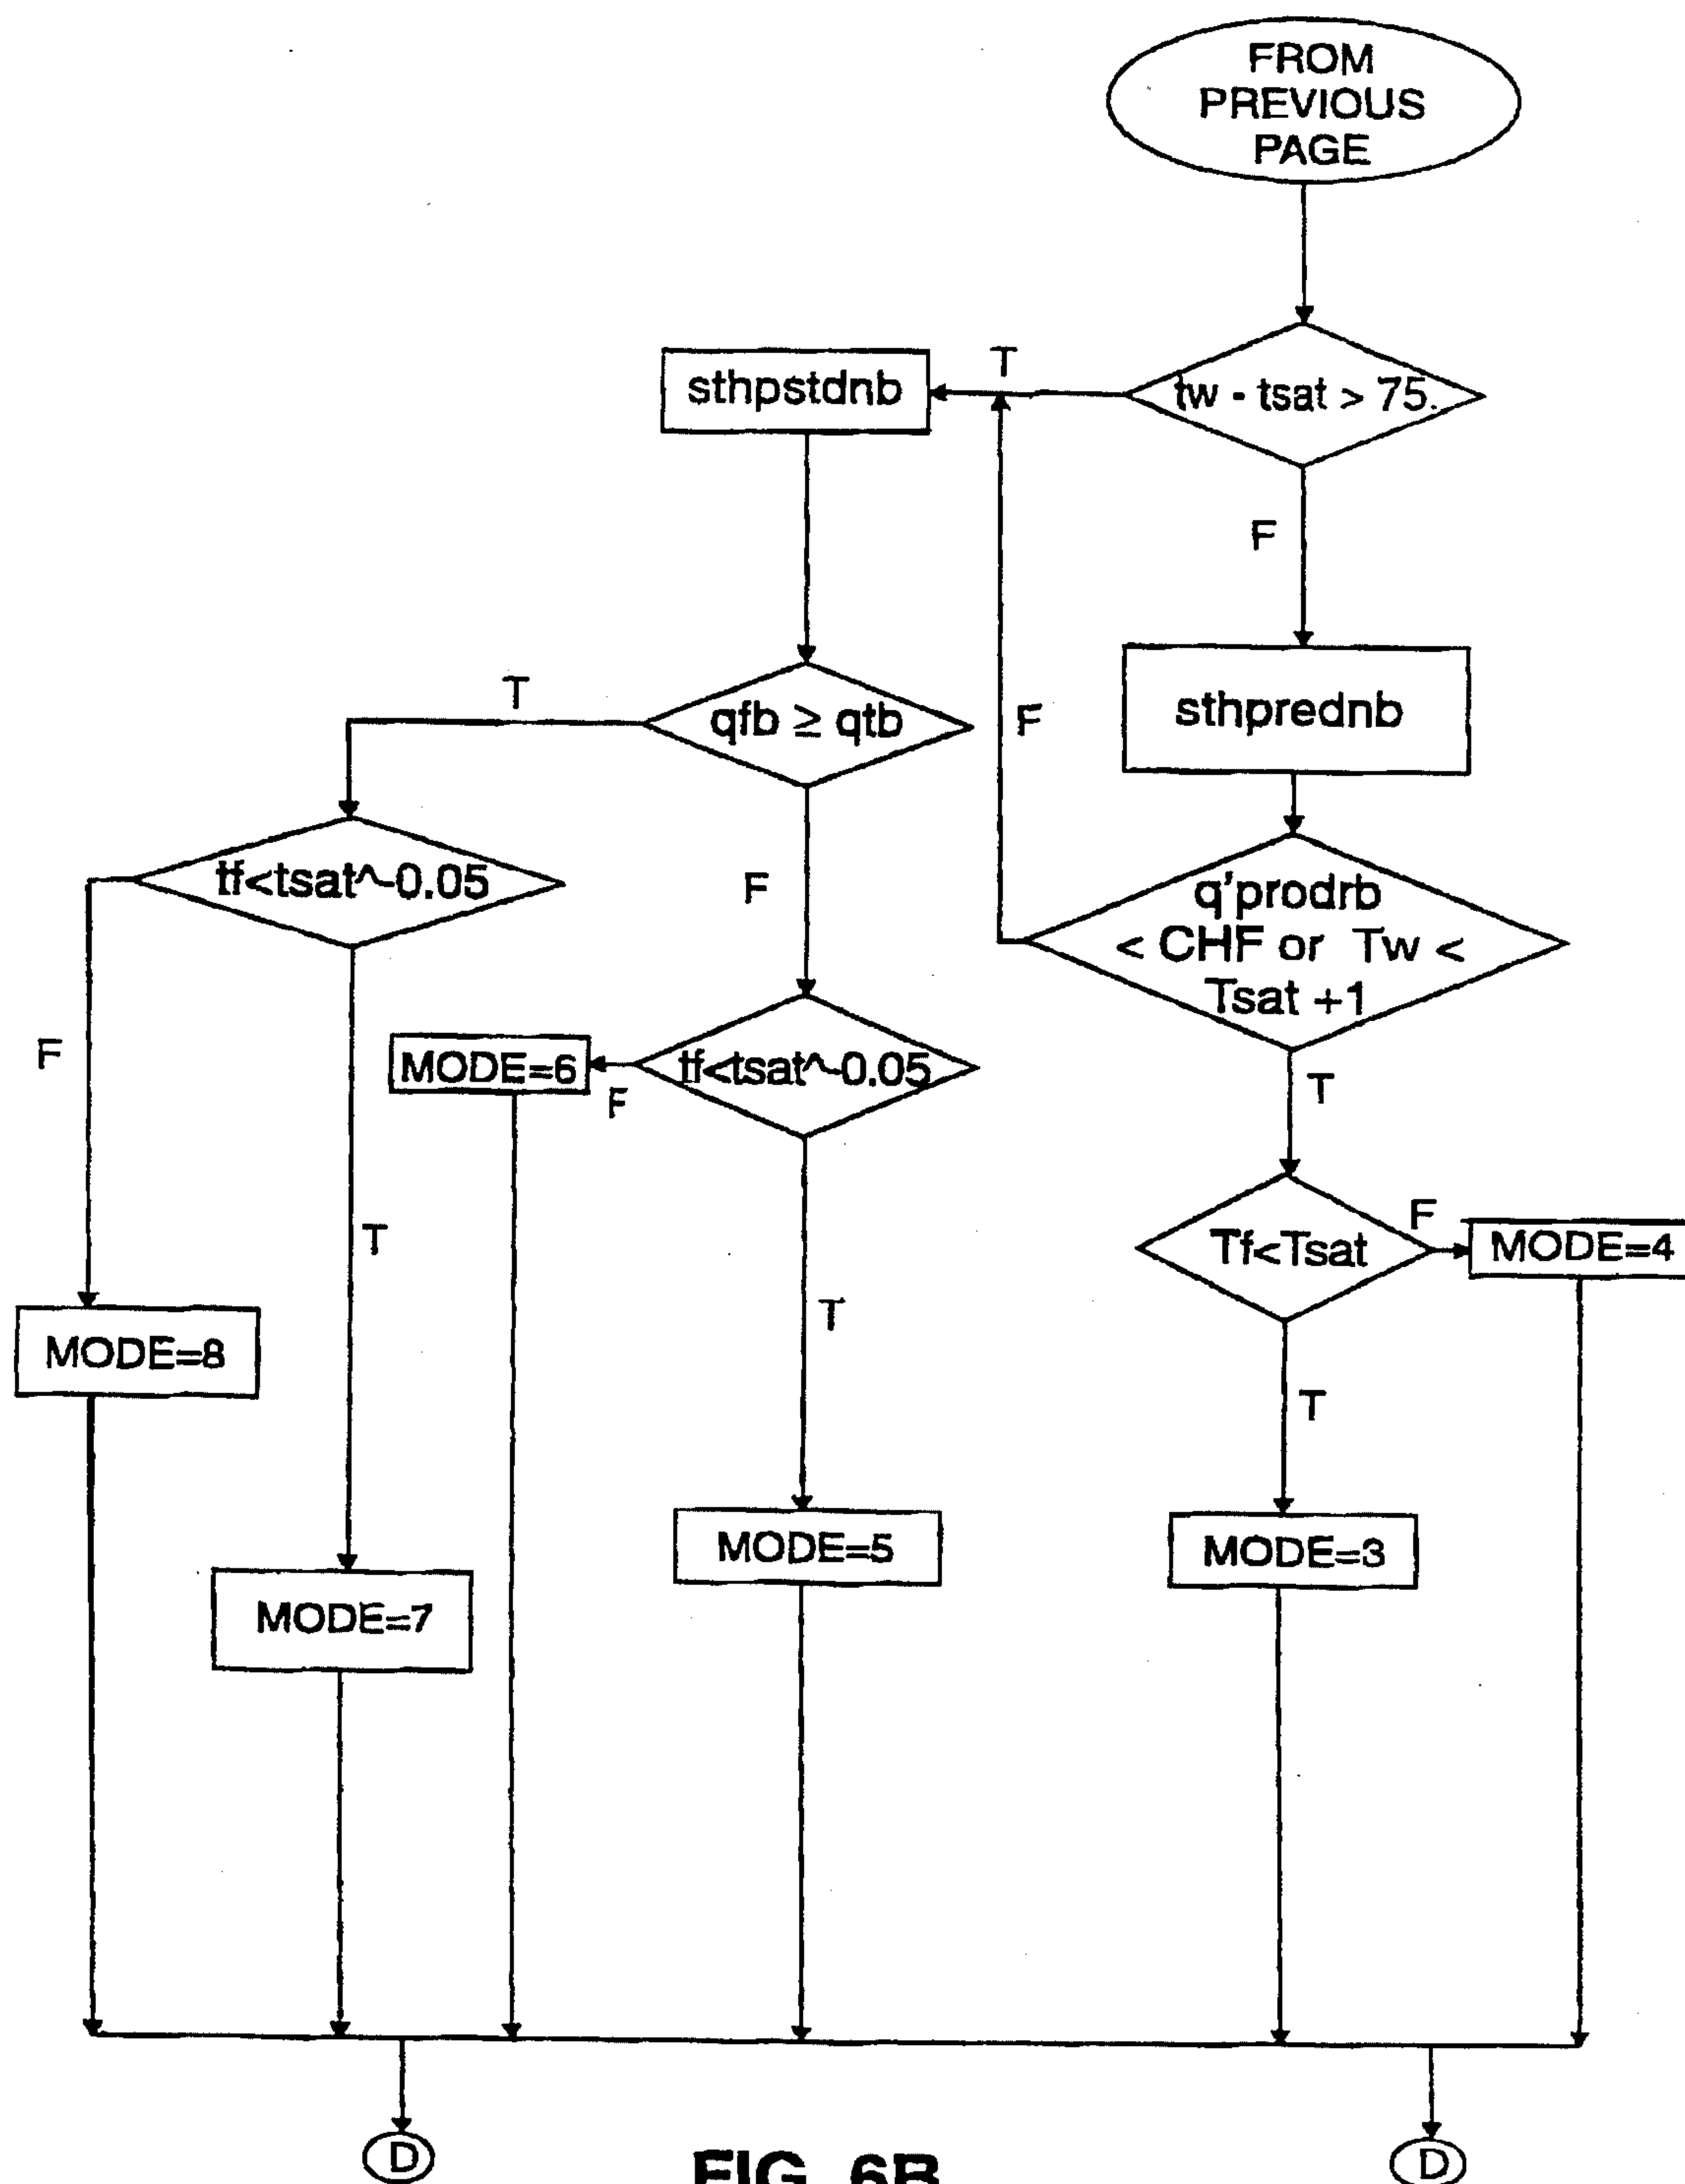 FROM
PREVIOUS
PAGE
tw - tsat > 75.
T
sthpstdnb
F
sthprednb
qfb ≥ qtb
T
F
q'prodrb
< CHF or Tw <
Tsat +1
tf<tsat^-0.05
F
F
tf<tsat^-0.05
MODE=6
F
T
T
Tf<Tsat
F
MODE=4
T
MODE=8
T
MODE=5
MODE=3
MODE=7
D
D
FIG. 6B